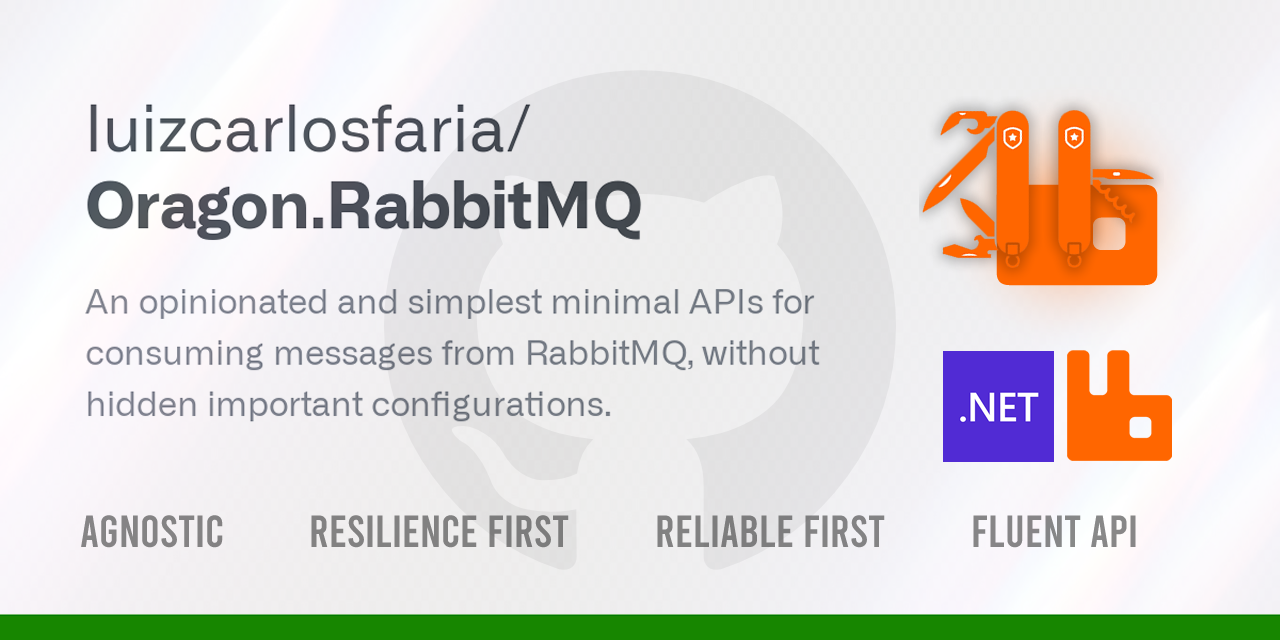 luizcarlosfaria/
Oragon.RabbitMQ
An opinionated and simplest minimal APIs for
consuming messages from RabbitMQ, without
hidden important configurations.
.NET
AGNOSTIC RESILIENCE FIRST RELIABLE FIRST FLUENT API